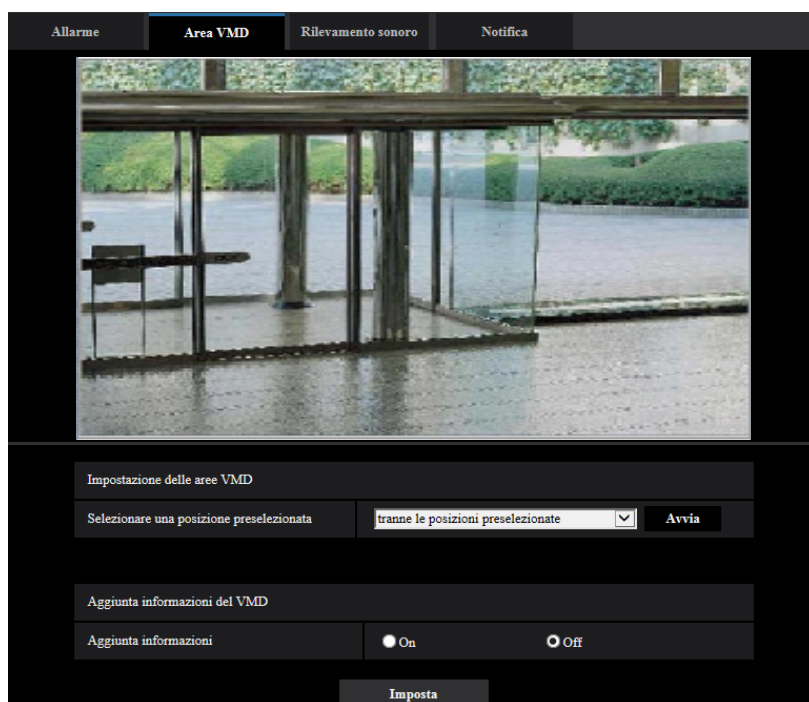 Allarme Area VMD Rilevamento sonoro Notifica
Impostazione delle aree VMD
Selezionare una posizione preselezionata tranne le posizioni preselezionate Avvia
Aggiunta informazioni del VMD
Aggiunta informazioni On Off
Imposta